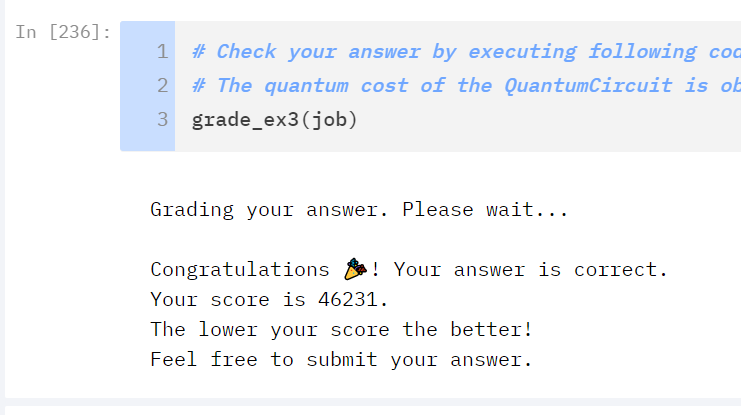 In [236]:
1 # Check your answer by executing following cod
2 # The quantum cost of the QuantumCircuit is ob
3 grade_ex3(job)
Grading your answer. Please wait...
Congratulations 🎉! Your answer is correct.
Your score is 46231.
The lower your score the better!
Feel free to submit your answer.